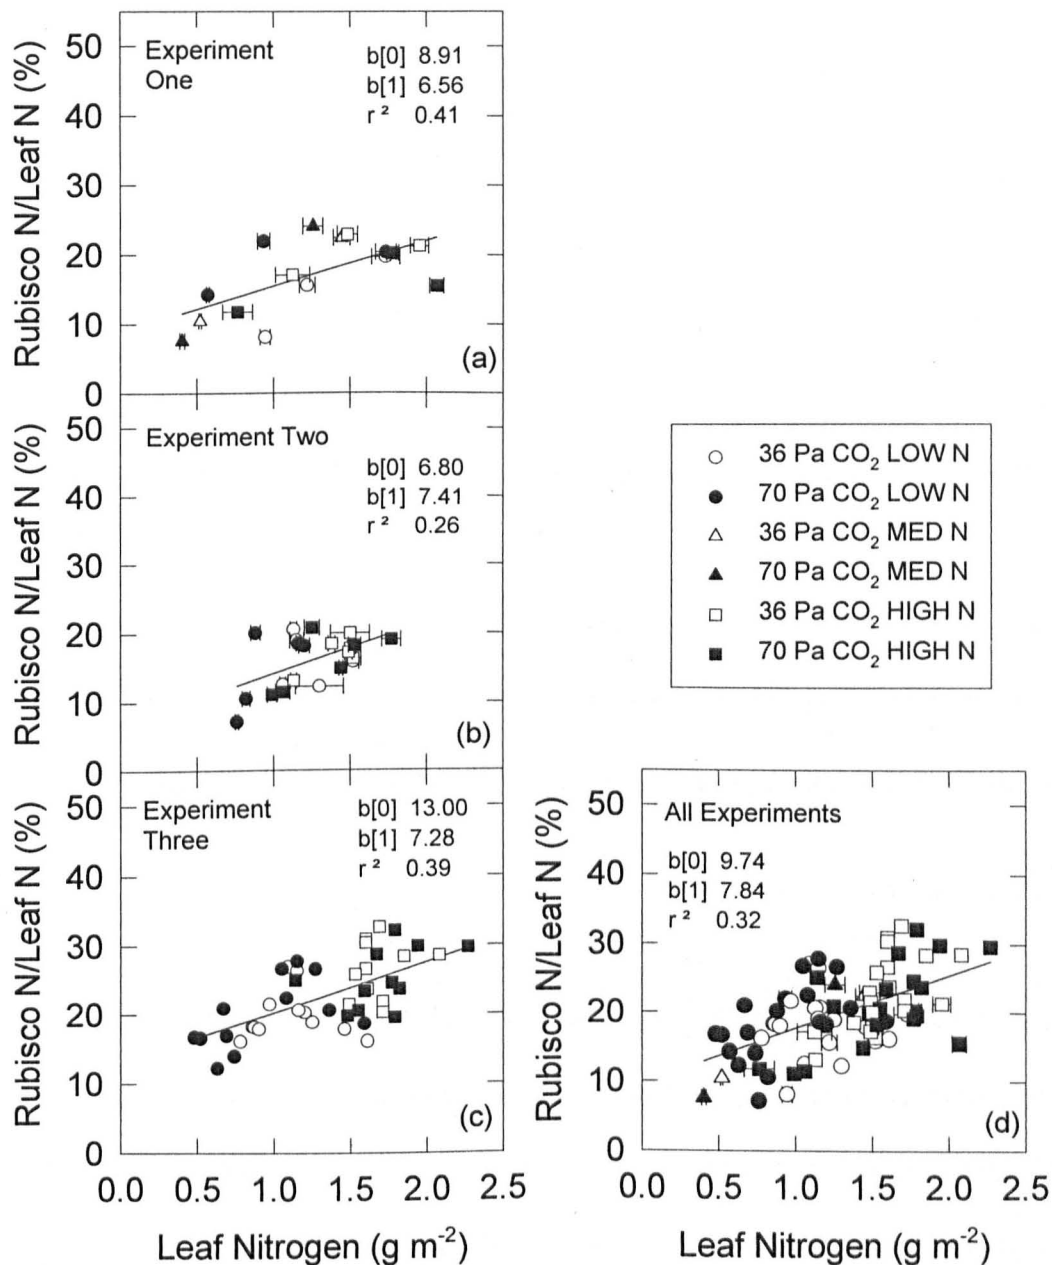 Rubisco N/Leaf N (%)
50
40
30
20
10
0
Experiment
One
b[0] 8.91
b[1] 6.56
r ² 0.41
(a)
Rubisco N/Leaf N (%)
50
40
30
20
10
0
Experiment Two
b[0] 6.80
b[1] 7.41
r ² 0.26
(b)
36 Pa CO₂ LOW N
70 Pa CO₂ LOW N
36 Pa CO₂ MED N
70 Pa CO₂ MED N
36 Pa CO₂ HIGH N
70 Pa CO₂ HIGH N
Rubisco N/Leaf N (%)
50
40
30
20
10
0
Experiment
Three
b[0] 13.00
b[1] 7.28
r ² 0.39
(c)
0.0 0.5 1.0 1.5 2.0 2.5
Leaf Nitrogen (g m⁻²)
Rubisco N/Leaf N (%)
50
40
30
20
10
0
All Experiments
b[0] 9.74
b[1] 7.84
r ² 0.32
(d)
0.0 0.5 1.0 1.5 2.0 2.5
Leaf Nitrogen (g m⁻²)